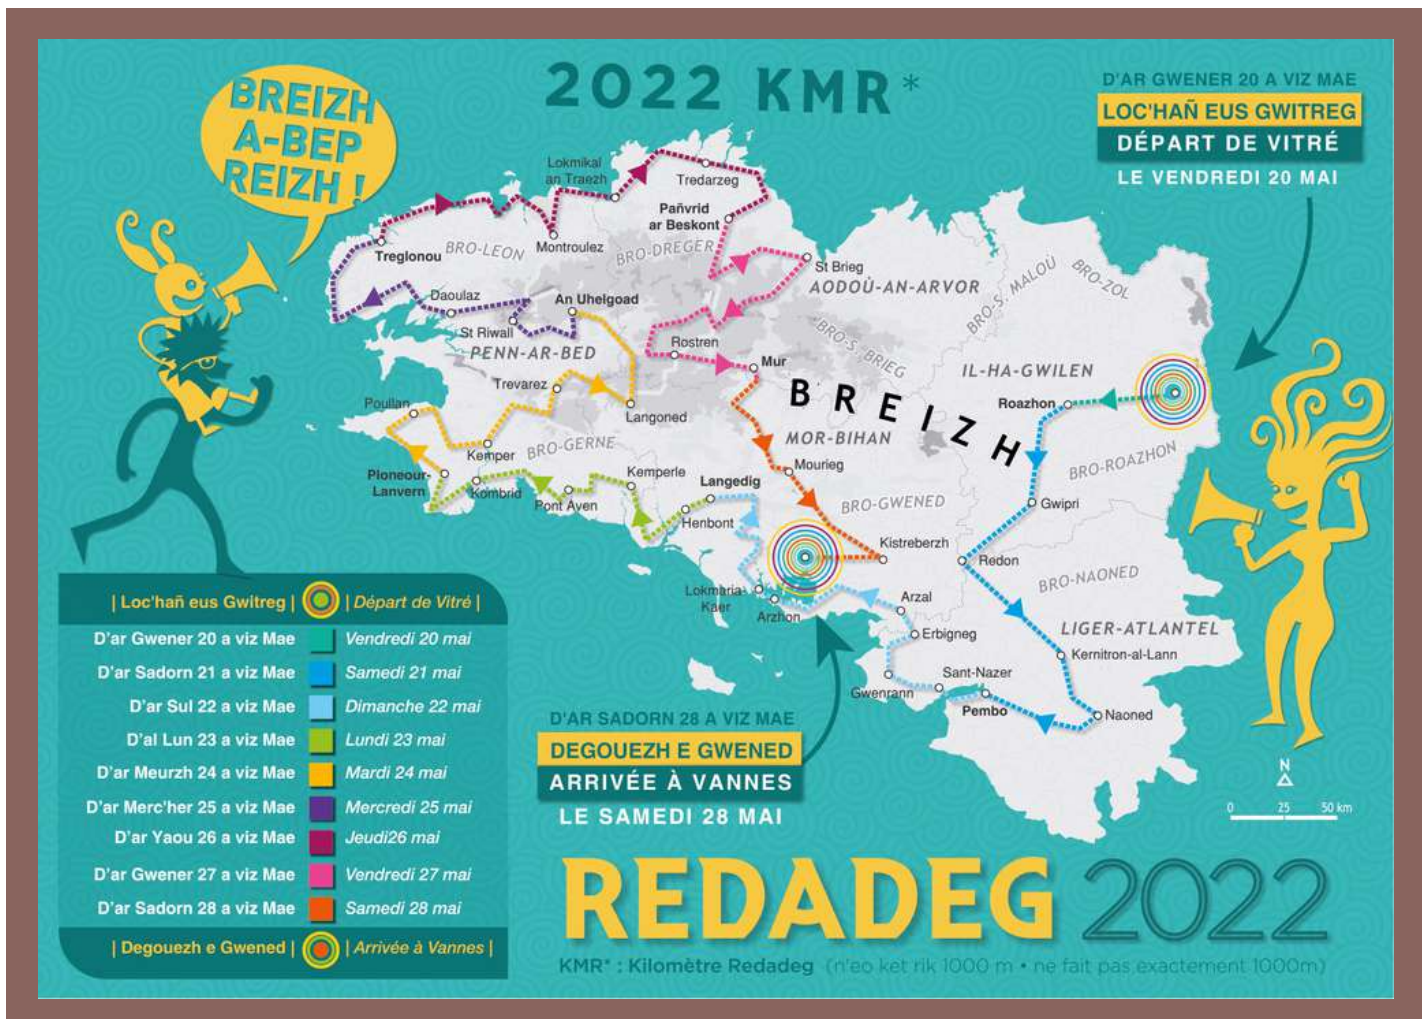 BREIZH
A-BEP
REIZH !
2022 KMR*
D'AR GWENER 20 A VIZ MAE
LOC'HAÑ EUS GWITREG
DÉPART DE VITRÉ
LE VENDREDI 20 MAI
Lokmikal
an Traezh
Tredarzeg
Pañvrid
ar Beskont
Treglonou
BRO-LEON
Montroulez
BRO-DREGER
St Brieg
AODOÙ-AN-ARVOR
BRO-S. MALOÙ
BRO-ZOL
Daoulaz
An Uhelgoad
St Riwall
PENN-AR-BED
Rostren
BRO-S. BRIEG
Mur
IL-HA-GWILEN
Trevarez
BREIZH
Roazhon
Poullan
Langoned
MOR-BIHAN
Kemper
BRO-GERNE
BRO-ROAZHON
Ploneour-
Lanvern
Kombrid
Kemperle
Langedig
Mourieg
Pont Aven
Henbont
BRO-GWENED
Gwipri
Kistreberzh
Redon
BRO-NAONED
Lokmaria-
Kaer
Arzhon
Arzal
Erbigneg
LIGER-ATLANTEL
Kernitron-al-Lann
Gwenrann
Sant-Nazer
Pembo
Naoned
| Loc'hañ eus Gwitreg | | Départ de Vitré |
D'ar Gwener 20 a viz Mae Vendredi 20 mai
D'ar Sadorn 21 a viz Mae Samedi 21 mai
D'ar Sul 22 a viz Mae Dimanche 22 mai
D'al Lun 23 a viz Mae Lundi 23 mai
D'ar Meurzh 24 a viz Mae Mardi 24 mai
D'ar Merc'her 25 a viz Mae Mercredi 25 mai
D'ar Yaou 26 a viz Mae Jeudi26 mai
D'ar Gwener 27 a viz Mae Vendredi 27 mai
D'ar Sadorn 28 a viz Mae Samedi 28 mai
| Degouezh e Gwened | | Arrivée à Vannes |
D'AR SADORN 28 A VIZ MAE
DEGOUEZH E GWENED
ARRIVÉE À VANNES
LE SAMEDI 28 MAI
N
0 25 50 km
REDADEG 2022
KMR* : Kilomètre Redadeg (n'eo ket rik 1000 m • ne fait pas exactement 1000m)